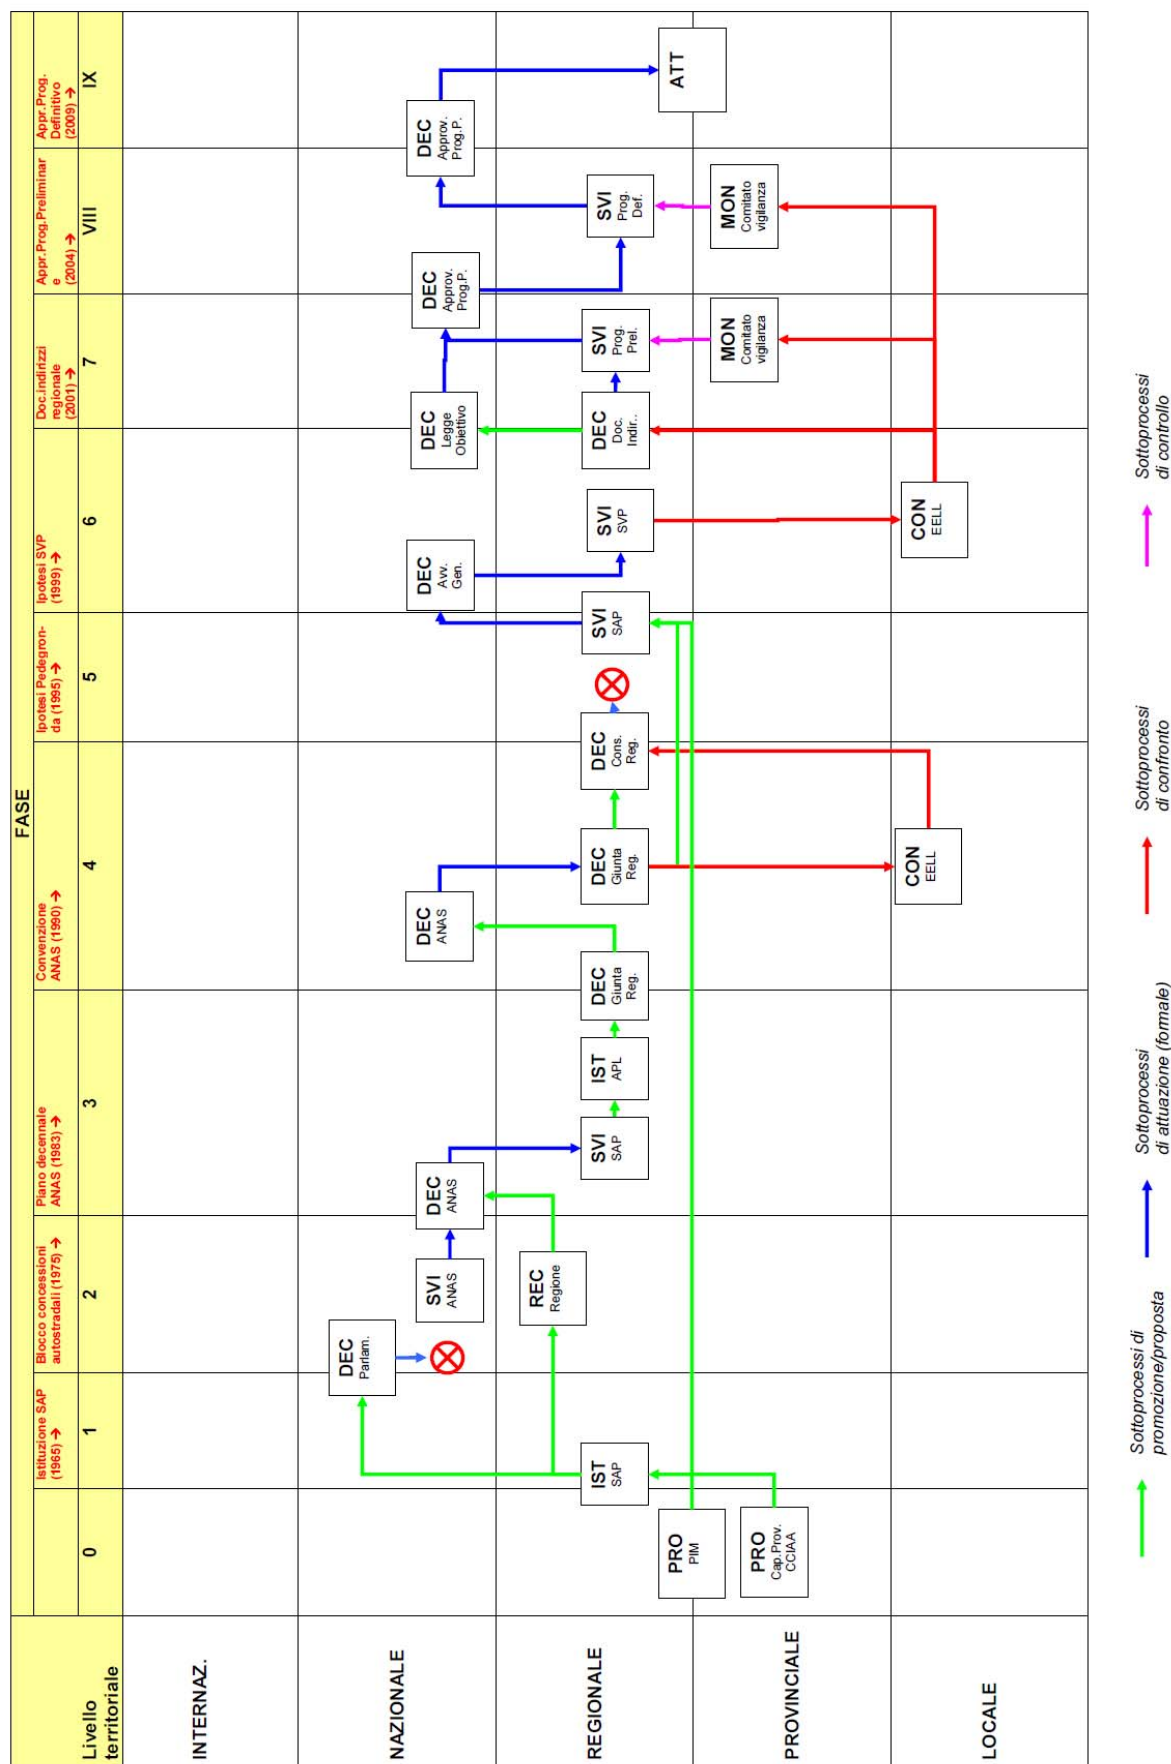 FASE
Istituzione SAP
(1965) →
Blocco concessioni
autostradali (1975) →
Piano decennale
ANAS (1983) →
Convenzione
ANAS (1990) →
Ipotesi Pedegron-
da (1995) →
Ipotesi SVP
(1999) →
Doc.indirizzi
regionale
(2001) →
Appr.Prog.Preliminar
e
(2004) →
Appr.Prog.
Definitivo
(2009) →
Livello
territoriale
0
1
2
3
4
5
6
7
VIII
IX
INTERNAZ.
NAZIONALE
DEC
Parlam.
SVI
ANAS
DEC
ANAS
DEC
ANAS
DEC
Avv.
Gen.
DEC
Legge
Obiettivo
DEC
Approv.
Prog.P.
DEC
Approv.
Prog.P.
REGIONALE
IST
SAP
REC
Regione
SVI
SAP
IST
APL
DEC
Giunta
Reg.
DEC
Giunta
Reg.
DEC
Cons.
Reg.
SVI
SAP
SVI
SVP
DEC
Doc.
Indir..
SVI
Prog.
Prel.
SVI
Prog.
Def.
PRO
PIM
ATT
PROVINCIALE
PRO
Cap.Prov.
CCIAA
MON
Comitato
vigilanza
MON
Comitato
vigilanza
LOCALE
CON
EELL
CON
EELL
Sottoprocessi di
promozione/proposta
Sottoprocessi
di attuazione (formale)
Sottoprocessi
di confronto
Sottoprocessi
di controllo